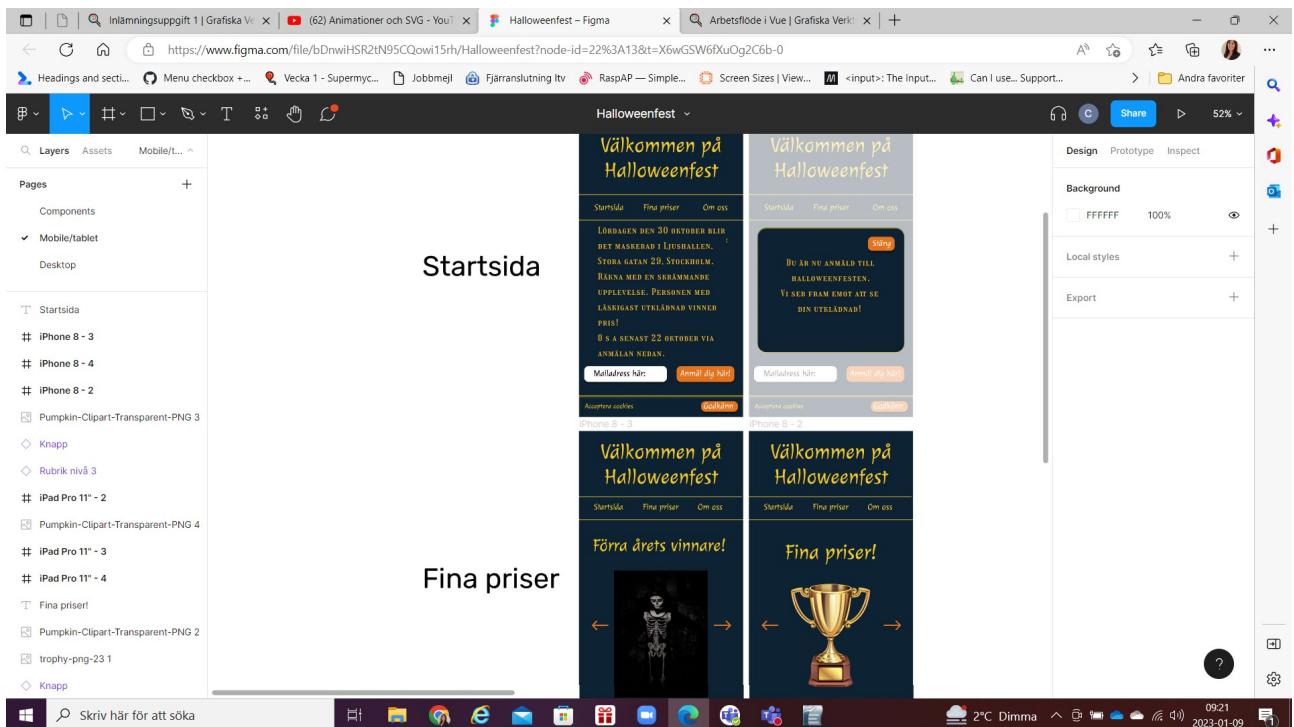 Inlämningsuppgift 1 | Grafiska Ve
(62) Animationer och SVG - YouT
Halloweenfest – Figma
Arbetsflöde i Vue | Grafiska Verkt
https://www.figma.com/file/bDnwiHSR2tN95CQowi15rh/Halloweenfest?node-id=22%3A13&t=X6wGSW6fXuOg2C6b-0
Headings and secti...
Menu checkbox +...
Vecka 1 - Supermyc...
Jobbmejl
Fjärranslutning Itv
RaspAP — Simple...
Screen Sizes | View...
<input>: The Input...
Can I use... Support...
Andra favoriter
Halloweenfest
C
Share
52%
Layers
Assets
Mobile/t...
Pages
Components
Mobile/tablet
Desktop
Startsida
iPhone 8 - 3
iPhone 8 - 4
iPhone 8 - 2
Pumpkin-Clipart-Transparent-PNG 3
Knapp
Rubrik nivå 3
iPad Pro 11" - 2
Pumpkin-Clipart-Transparent-PNG 4
iPad Pro 11" - 3
iPad Pro 11" - 4
Fina priser!
Pumpkin-Clipart-Transparent-PNG 2
trophy-png-23 1
Knapp
Startsida
Välkommen på
Halloweenfest
Startsida Fina priser Om oss
Lördagen den 30 oktober blir
det maskerad i Ljushallen,
Stora gatan 29, Stockholm.
Räkna med en skrämmande
upplevelse. Personen med
läskigast utklädnad vinner
pris!
O s a senast 22 oktober via
anmälan nedan.
Mailadress här:
Anmäl dig här!
Acceptera cookies
Godkänn
Välkommen på
Halloweenfest
Startsida Fina priser Om oss
Stäng
Du är nu anmäld till
halloweenfesten.
Vi ser fram emot att se
din utklädnad!
Mailadress här:
Anmäl dig här!
Acceptera cookies
Godkänn
Fina priser
iPhone 8 - 3
Välkommen på
Halloweenfest
Startsida Fina priser Om oss
Förra årets vinnare!
iPhone 8 - 2
Välkommen på
Halloweenfest
Startsida Fina priser Om oss
Fina priser!
Design
Prototype
Inspect
Background
FFFFFF
100%
Local styles
Export
?
Skriv här för att söka
2°C Dimma
09:21
2023-01-09